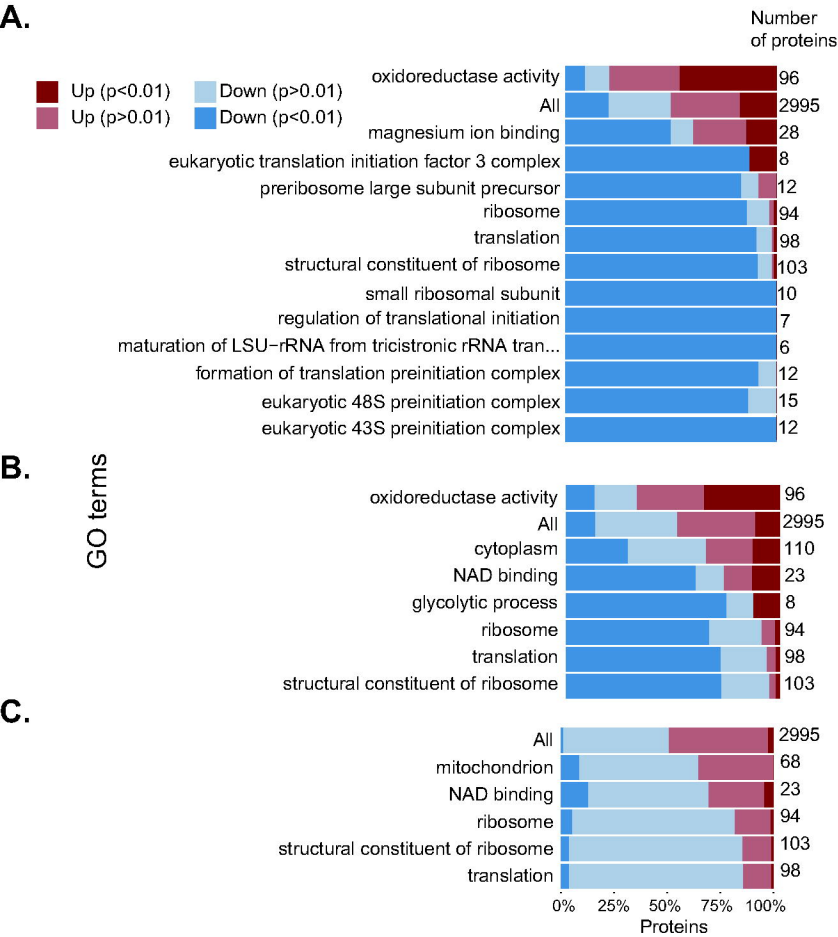 A.
Number
of proteins
Up (p<0.01) Down (p>0.01)
Up (p>0.01) Down (p<0.01)
oxidoreductase activity 96
All 2995
magnesium ion binding 28
eukaryotic translation initiation factor 3 complex 8
preribosome large subunit precursor 12
ribosome 94
translation 98
structural constituent of ribosome 103
small ribosomal subunit 10
regulation of translational initiation 7
maturation of LSU−rRNA from tricistronic rRNA tran... 6
formation of translation preinitiation complex 12
eukaryotic 48S preinitiation complex 15
eukaryotic 43S preinitiation complex 12
B.
GO terms
oxidoreductase activity 96
All 2995
cytoplasm 110
NAD binding 23
glycolytic process 8
ribosome 94
translation 98
structural constituent of ribosome 103
C.
All 2995
mitochondrion 68
NAD binding 23
ribosome 94
structural constituent of ribosome 103
translation 98
0% 25% 50% 75% 100%
Proteins